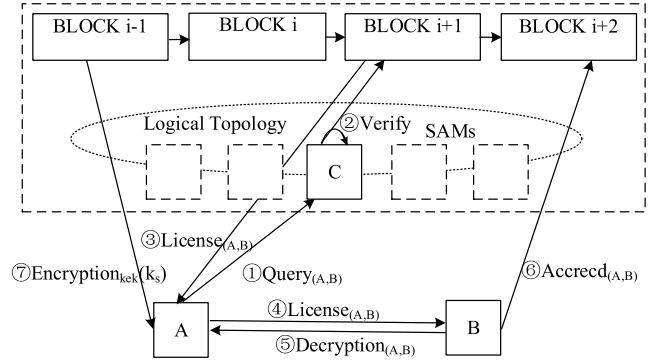 BLOCK i-1 BLOCK i BLOCK i+1 BLOCK i+2
Logical Topology ②Verify SAMs
C
③License(A,B)
⑦Encryptionkek(ks) ①Query(A,B) ⑥Accrecd(A,B)
④License(A,B)
A B
⑤Decryption(A,B)